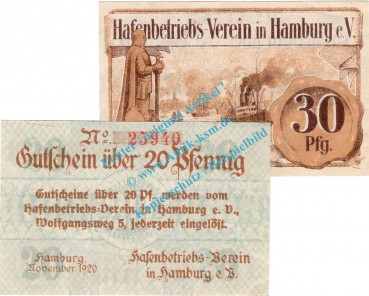 Hafenbetriebs-Verein in Hamburg e.V.
30
Pfg.
No. 25940
Gutschein über 20 Pfennig
Gutscheine über 20 Pf. werden vom
Hafenbetriebs-Verein in Hamburg e. V.,
Wolfgangsweg 5, jederzeit eingelöst.
20
Hamburg
November 1920
Hafenbetriebs-Verein
in Hamburg e.V.